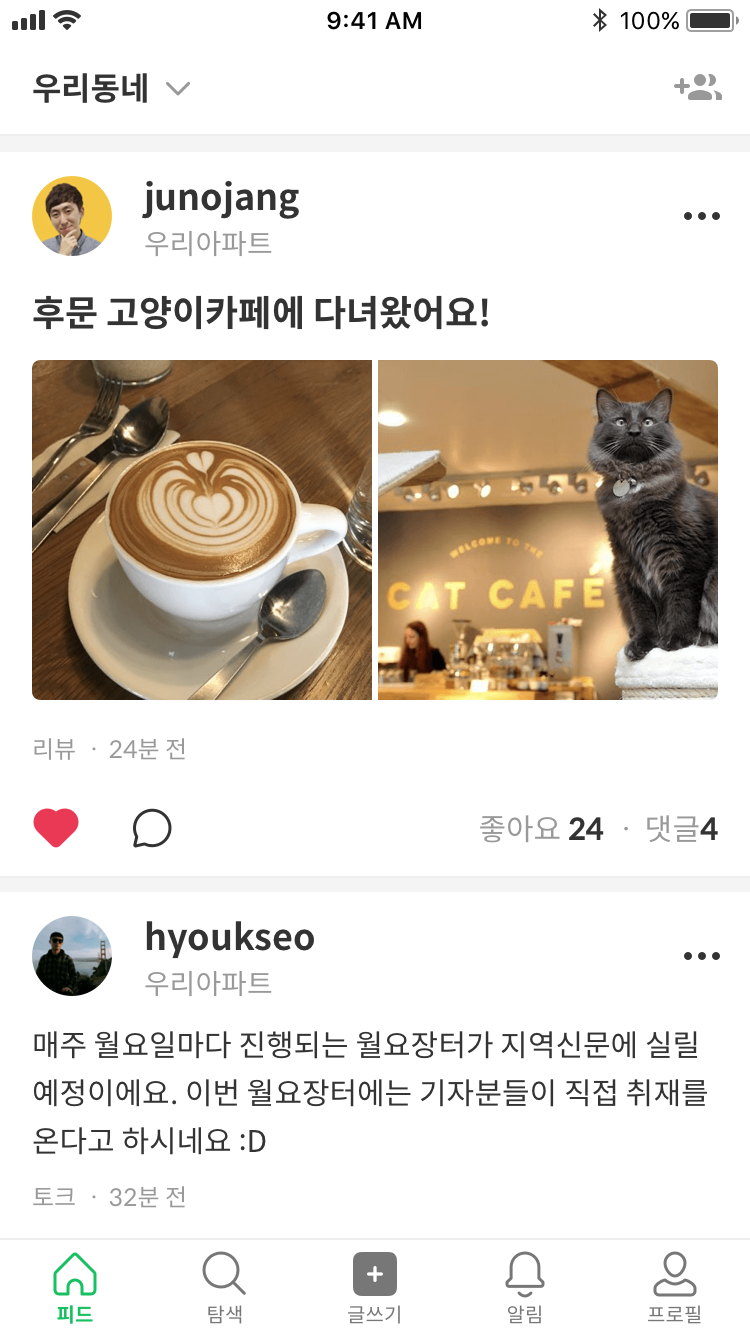 9:41 AM
100%
우리동네
junojang
우리아파트
후문 고양이카페에 다녀왔어요!
WELCOME TO THE
CAT CAFE
리뷰 · 24분 전
좋아요 24 · 댓글4
hyoukseo
우리아파트
매주 월요일마다 진행되는 월요장터가 지역신문에 실릴
예정이에요. 이번 월요장터에는 기자분들이 직접 취재를
온다고 하시네요 :D
토크 · 32분 전
피드
탐색
글쓰기
알림
프로필